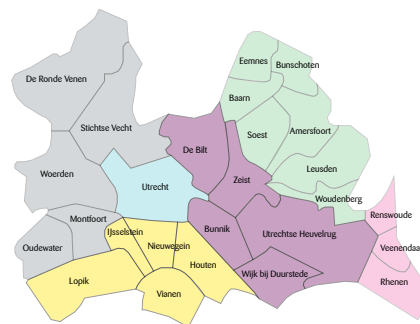 Eemnes
Bunschoten
De Ronde Venen
Baarn
Stichtse Vecht
Soest
Amersfoort
De Bilt
Leusden
Woerden
Zeist
Utrecht
Woudenberg
Renswoude
Montfoort
IJsselstein
Bunnik
Utrechtse Heuvelrug
Oudewater
Nieuwegein
Veenendaa
Houten
Wijk bij Duurstede
Lopik
Rhenen
Vianen